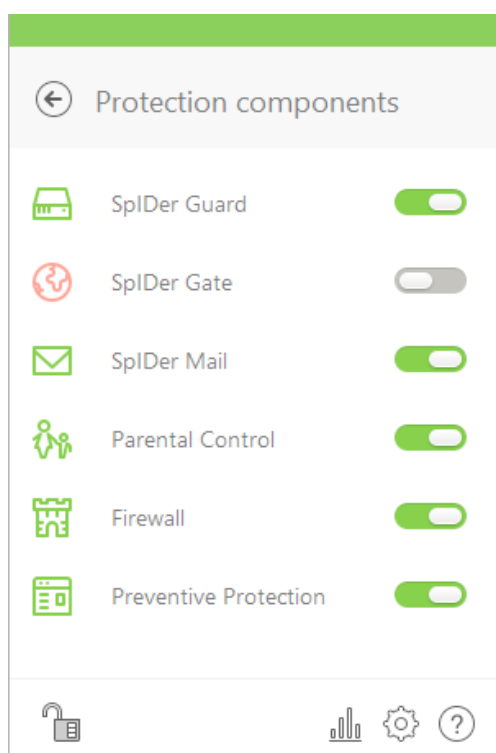 Protection components
SpIDer Guard
SpIDer Gate
SpIDer Mail
Parental Control
Firewall
Preventive Protection
?